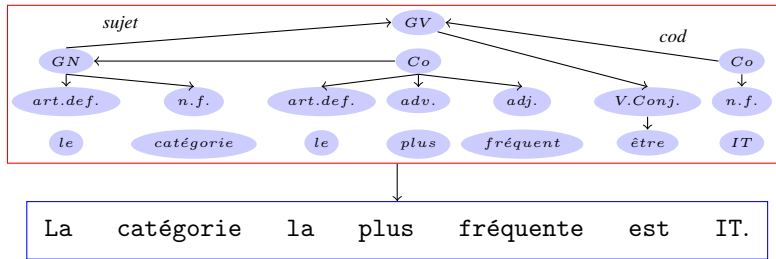 sujet GV
cod
GN Co Co
art.def. n.f. art.def. adv. adj. V.Conj. n.f.
le catégorie le plus fréquent être IT
La catégorie la plus fréquente est IT.